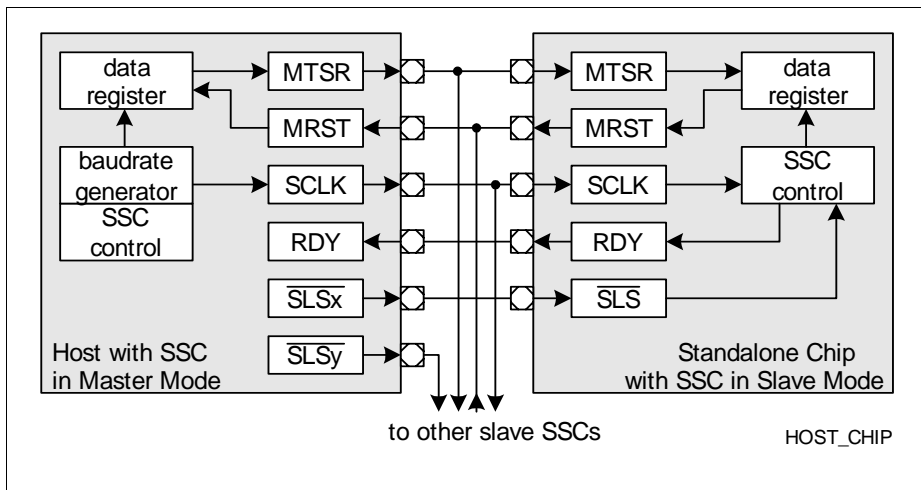 data
register
MTSR
MRST
baudrate
generator
SSC
control
SCLK
RDY
SLSx
SLSy
Host with SSC
in Master Mode
MTSR
data
register
MRST
SCLK
SSC
control
RDY
SLS
Standalone Chip
with SSC in Slave Mode
to other slave SSCs
HOST_CHIP